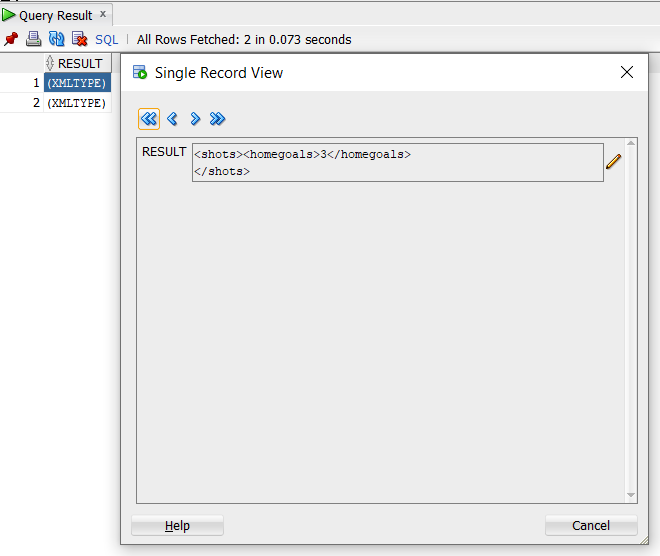 Query Result x
SQL | All Rows Fetched: 2 in 0.073 seconds
RESULT
1 (XMLTYPE)
2 (XMLTYPE)
Single Record View
RESULT <shots><homegoals>3</homegoals>
</shots>
Help Cancel